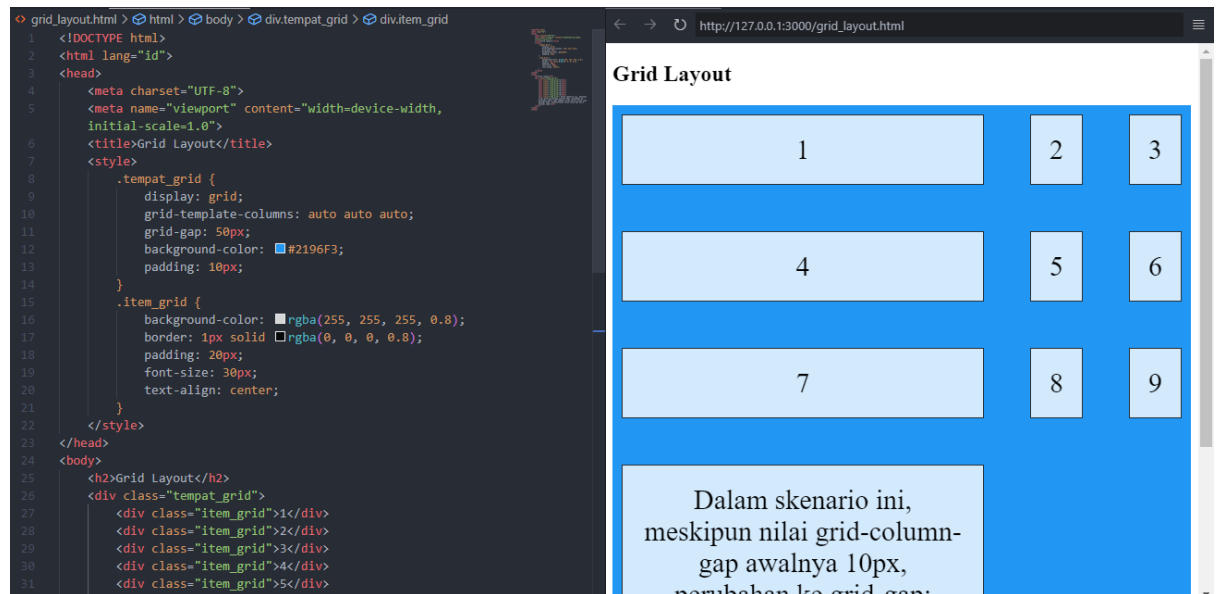 grid_layout.html > html > body > div.tempat_grid > div.item_grid
1 <!DOCTYPE html>
2 <html lang="id">
3 <head>
4 <meta charset="UTF-8">
5 <meta name="viewport" content="width=device-width,
initial-scale=1.0">
6 <title>Grid Layout</title>
7 <style>
8 .tempat_grid {
9 display: grid;
10 grid-template-columns: auto auto auto;
11 grid-gap: 50px;
12 background-color: #2196F3;
13 padding: 10px;
14 }
15 .item_grid {
16 background-color: rgba(255, 255, 255, 0.8);
17 border: 1px solid rgba(0, 0, 0, 0.8);
18 padding: 20px;
19 font-size: 30px;
20 text-align: center;
21 }
22 </style>
23 </head>
24 <body>
25 <h2>Grid Layout</h2>
26 <div class="tempat_grid">
27 <div class="item_grid">1</div>
28 <div class="item_grid">2</div>
29 <div class="item_grid">3</div>
30 <div class="item_grid">4</div>
31 <div class="item_grid">5</div>
http://127.0.0.1:3000/grid_layout.html
Grid Layout
1 2 3
4 5 6
7 8 9
Dalam skenario ini,
meskipun nilai grid-column-
gap awalnya 10px,
perubahan ke grid-gap: